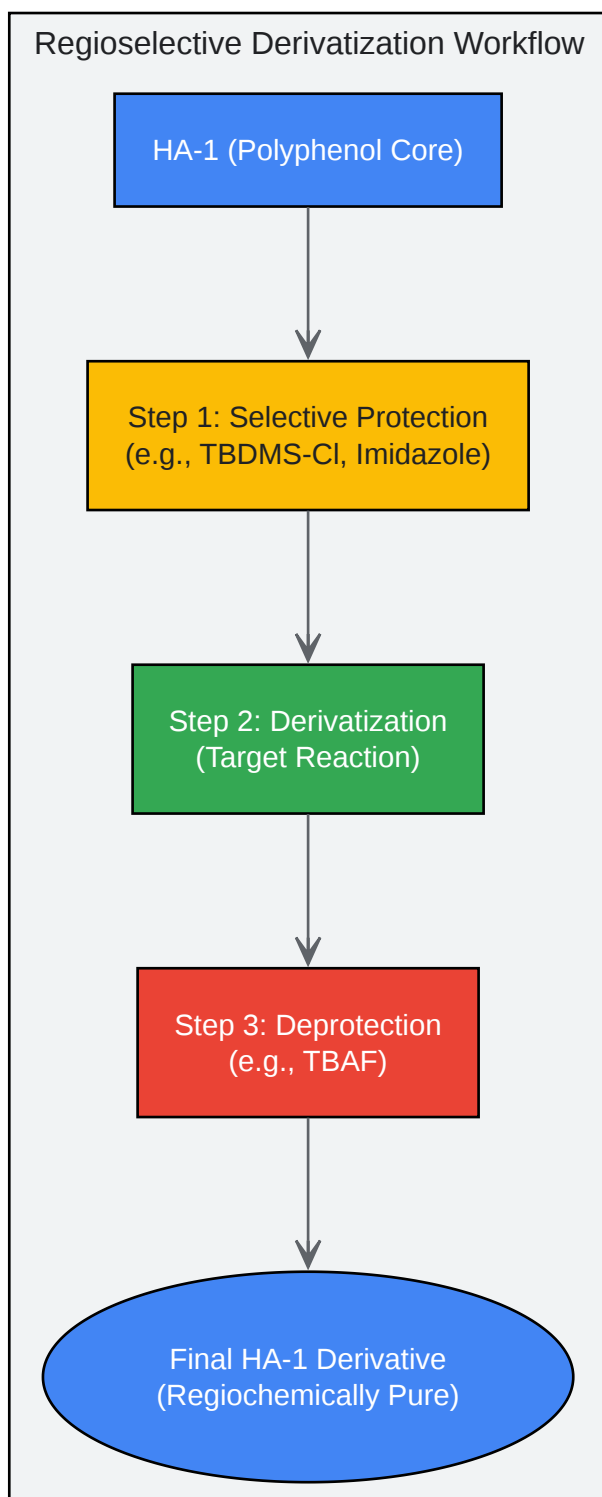 Regioselective Derivatization Workflow
HA-1 (Polyphenol Core)
Step 1: Selective Protection
(e.g., TBDMS-Cl, Imidazole)
Step 2: Derivatization
(Target Reaction)
Step 3: Deprotection
(e.g., TBAF)
Final HA-1 Derivative
(Regiochemically Pure)